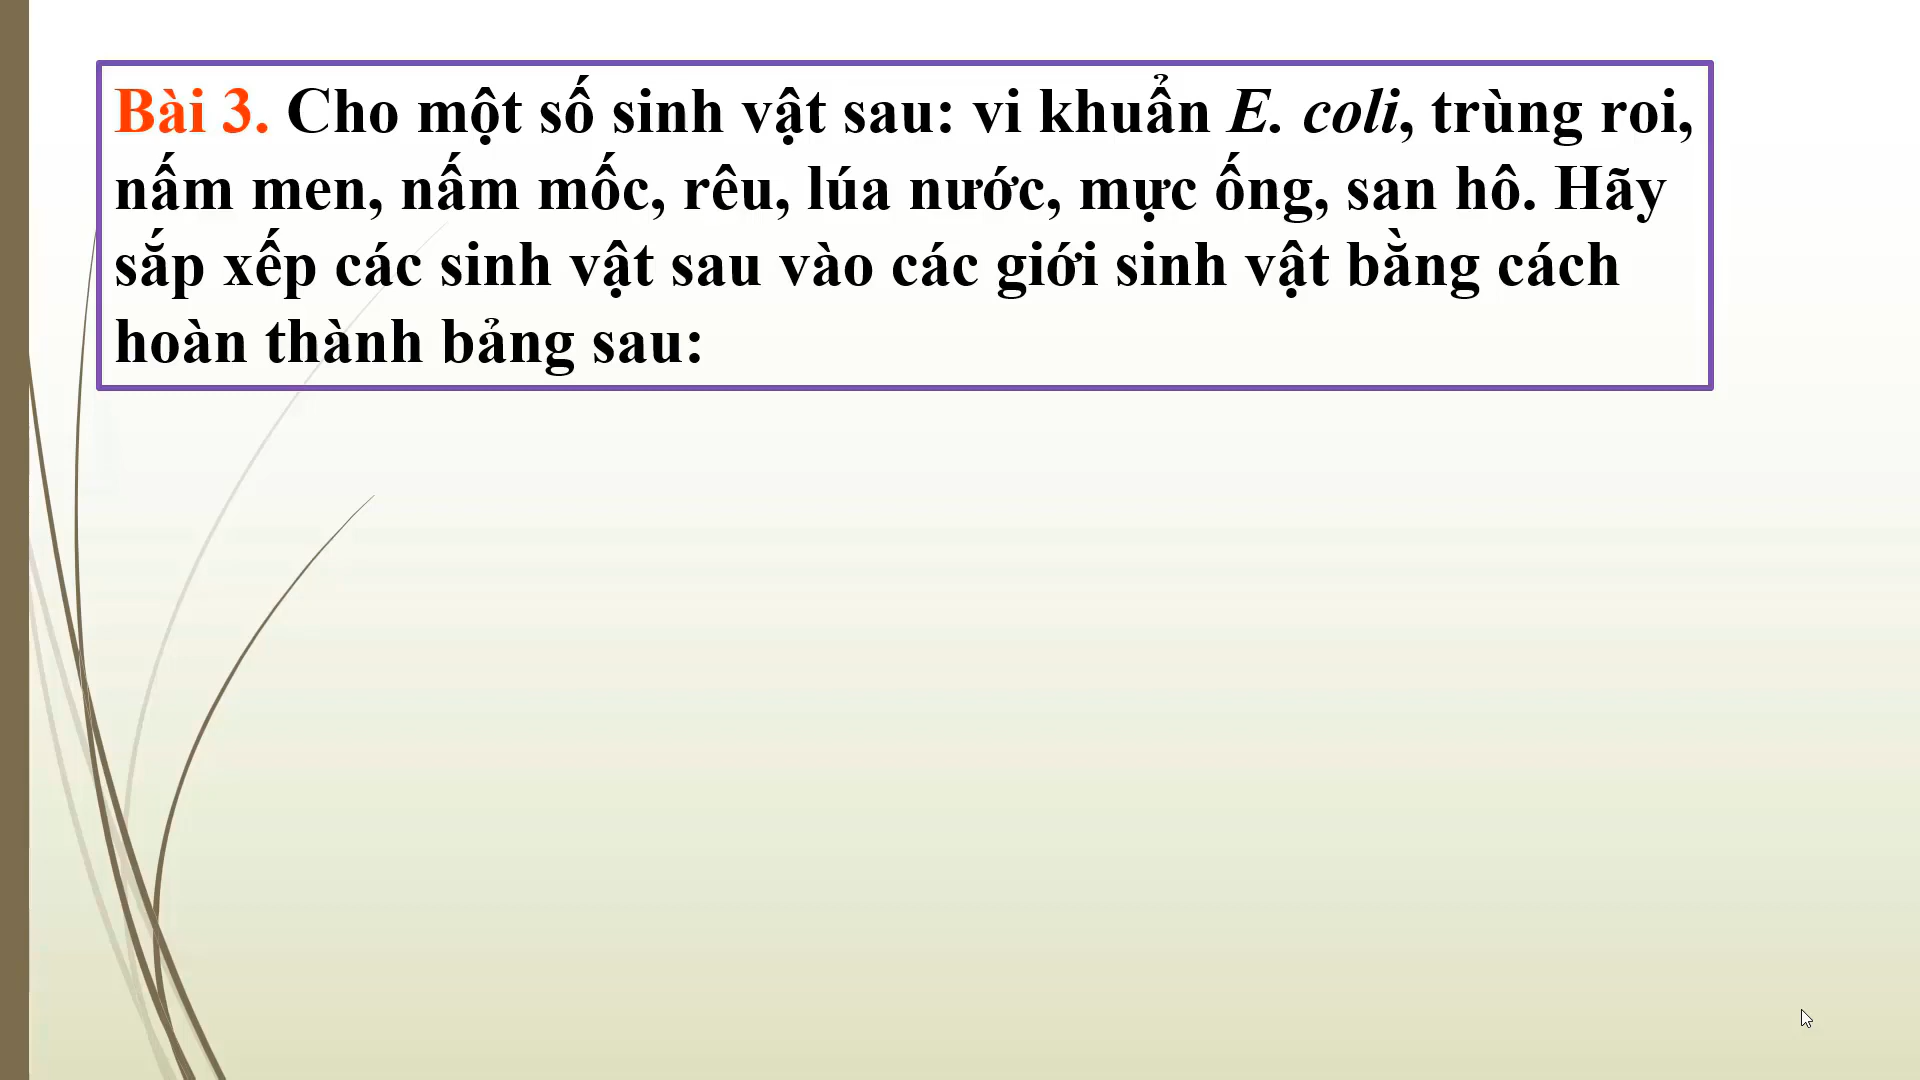 Bài 3. Cho một số sinh vật sau: vi khuẩn E. coli, trùng roi,
nấm men, nấm mốc, rêu, lúa nước, mực ống, san hô. Hãy
sắp xếp các sinh vật sau vào các giới sinh vật bằng cách
hoàn thành bảng sau: